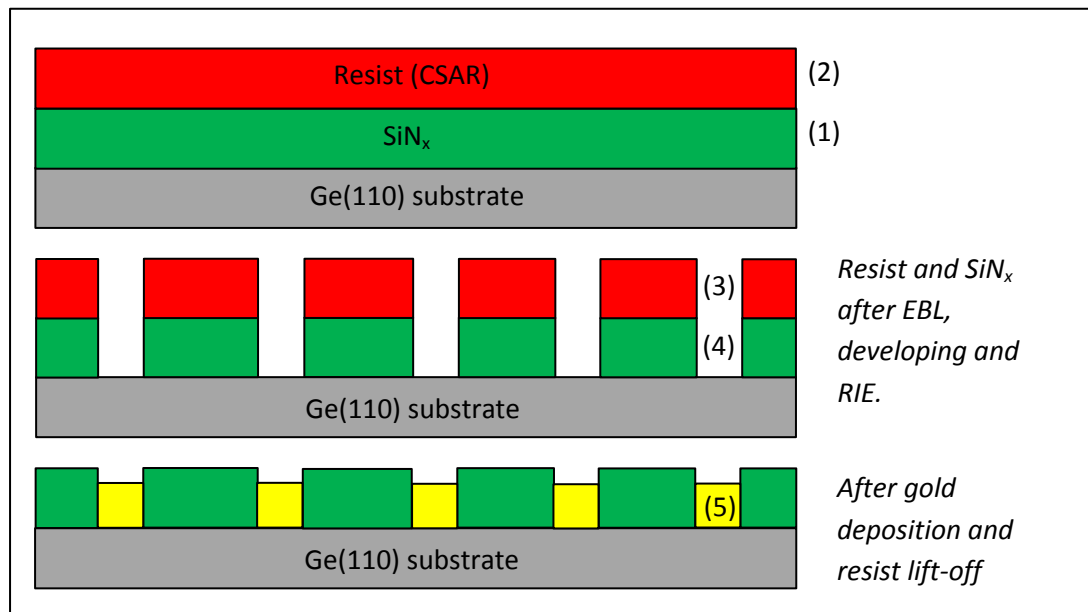 Resist (CSAR)
(2)
SiNx
(1)
Ge(110) substrate
(3)
(4)
Ge(110) substrate
Resist and SiNx
after EBL,
developing and
RIE.
(5)
Ge(110) substrate
After gold
deposition and
resist lift-off